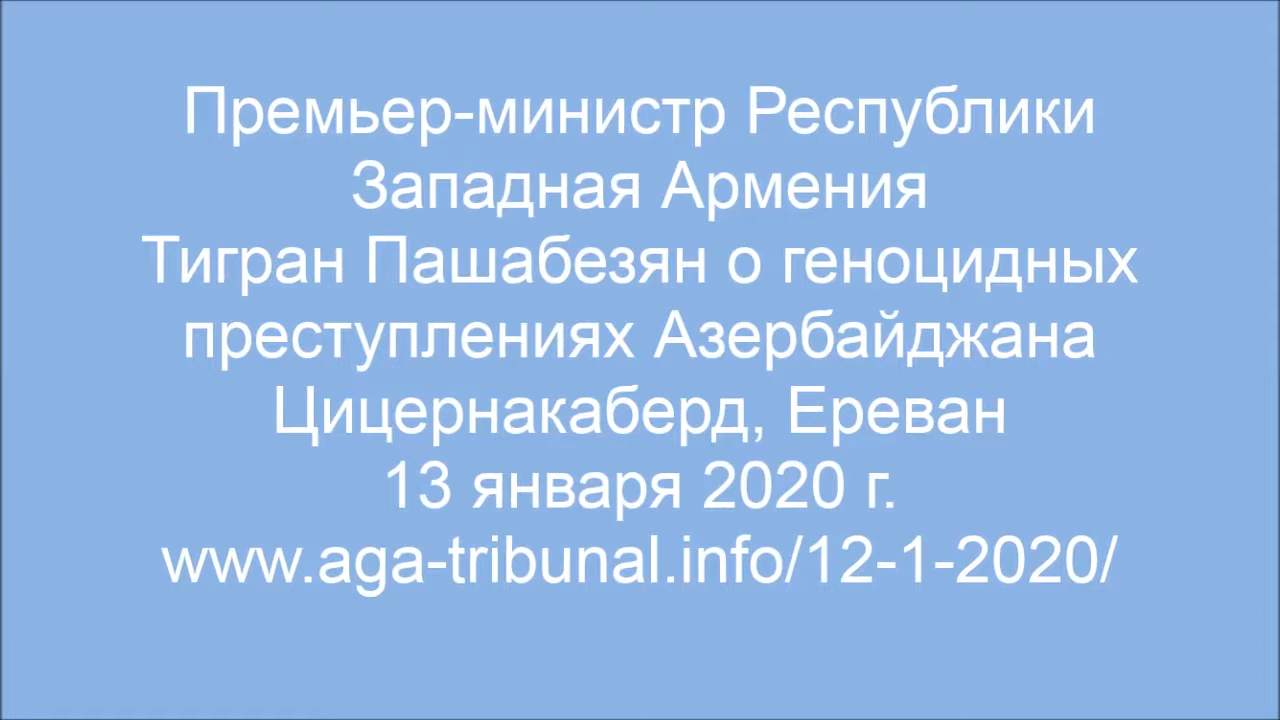 Премьер-министр Республики
Западная Армения
Тигран Пашабезян о геноцидных
преступлениях Азербайджана
Цицернакаберд, Ереван
13 января 2020 г.
www.aga-tribunal.info/12-1-2020/